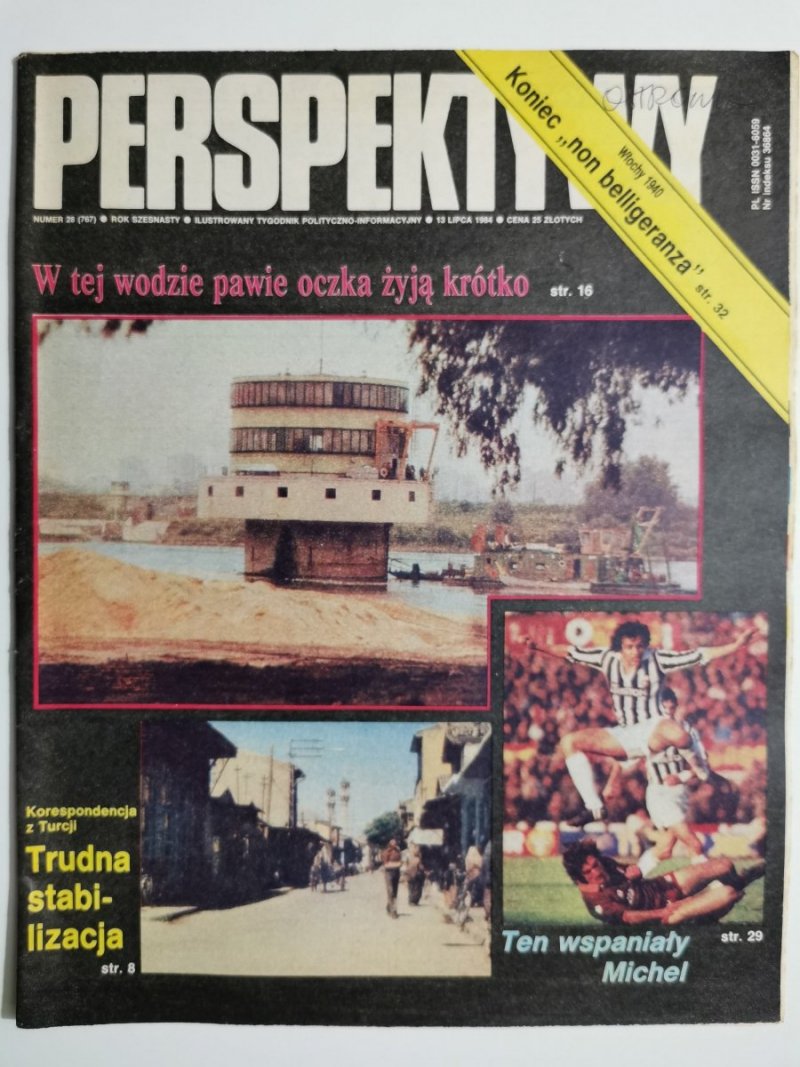 PERSPEKTYWY
NUMER 28 (767) ● ROK SZESNASTY ● ILUSTROWANY TYGODNIK POLITYCZNO-INFORMACYJNY ● 13 LIPCA 1984 ● CENA 25 ZŁOTYCH
PL ISSN 0031-6059
Nr indeksu 36864
Włochy 1940
Koniec „non belligeranza”
str. 32
W tej wodzie pawie oczka żyją krótko str. 16
Korespondencja
z Turcji
Trudna
stabi-
lizacja
str. 8
Ten wspaniały
Michel
str. 29